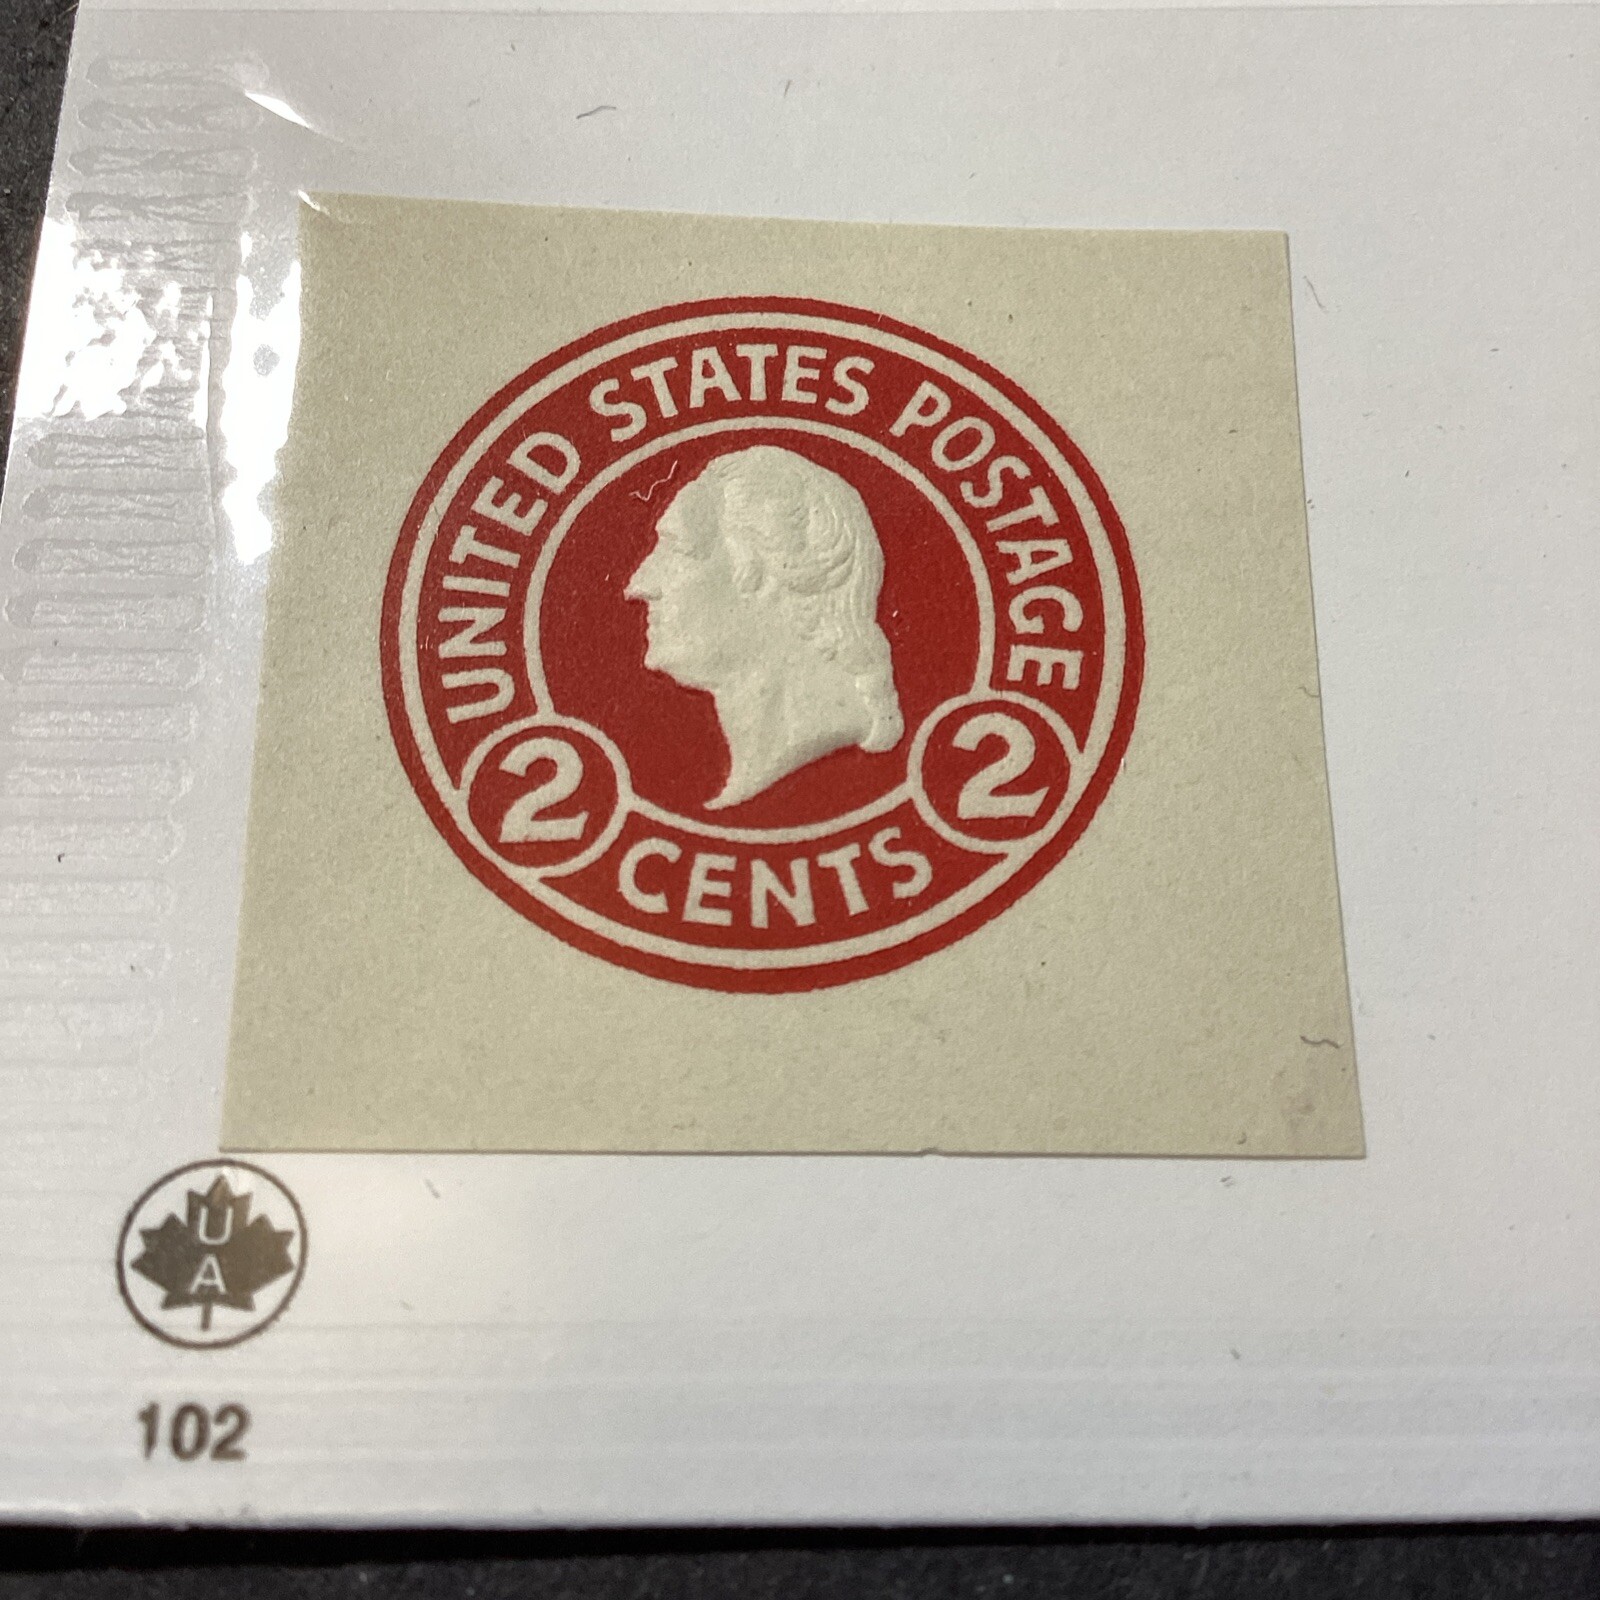 UNITED STATES POSTAGE
2 2
CENTS
U
A
102